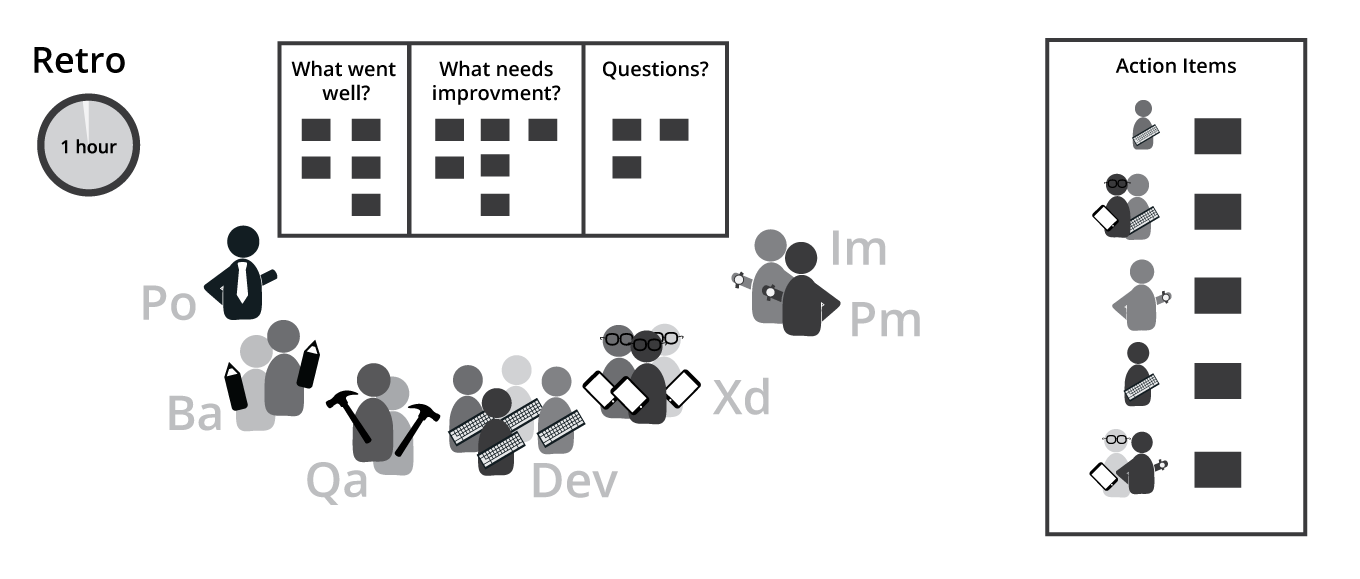 Retro
1 hour
What went
well?
What needs
improvment?
Questions?
Action Items
Po
Ba
Qa
Dev
Xd
Im
Pm